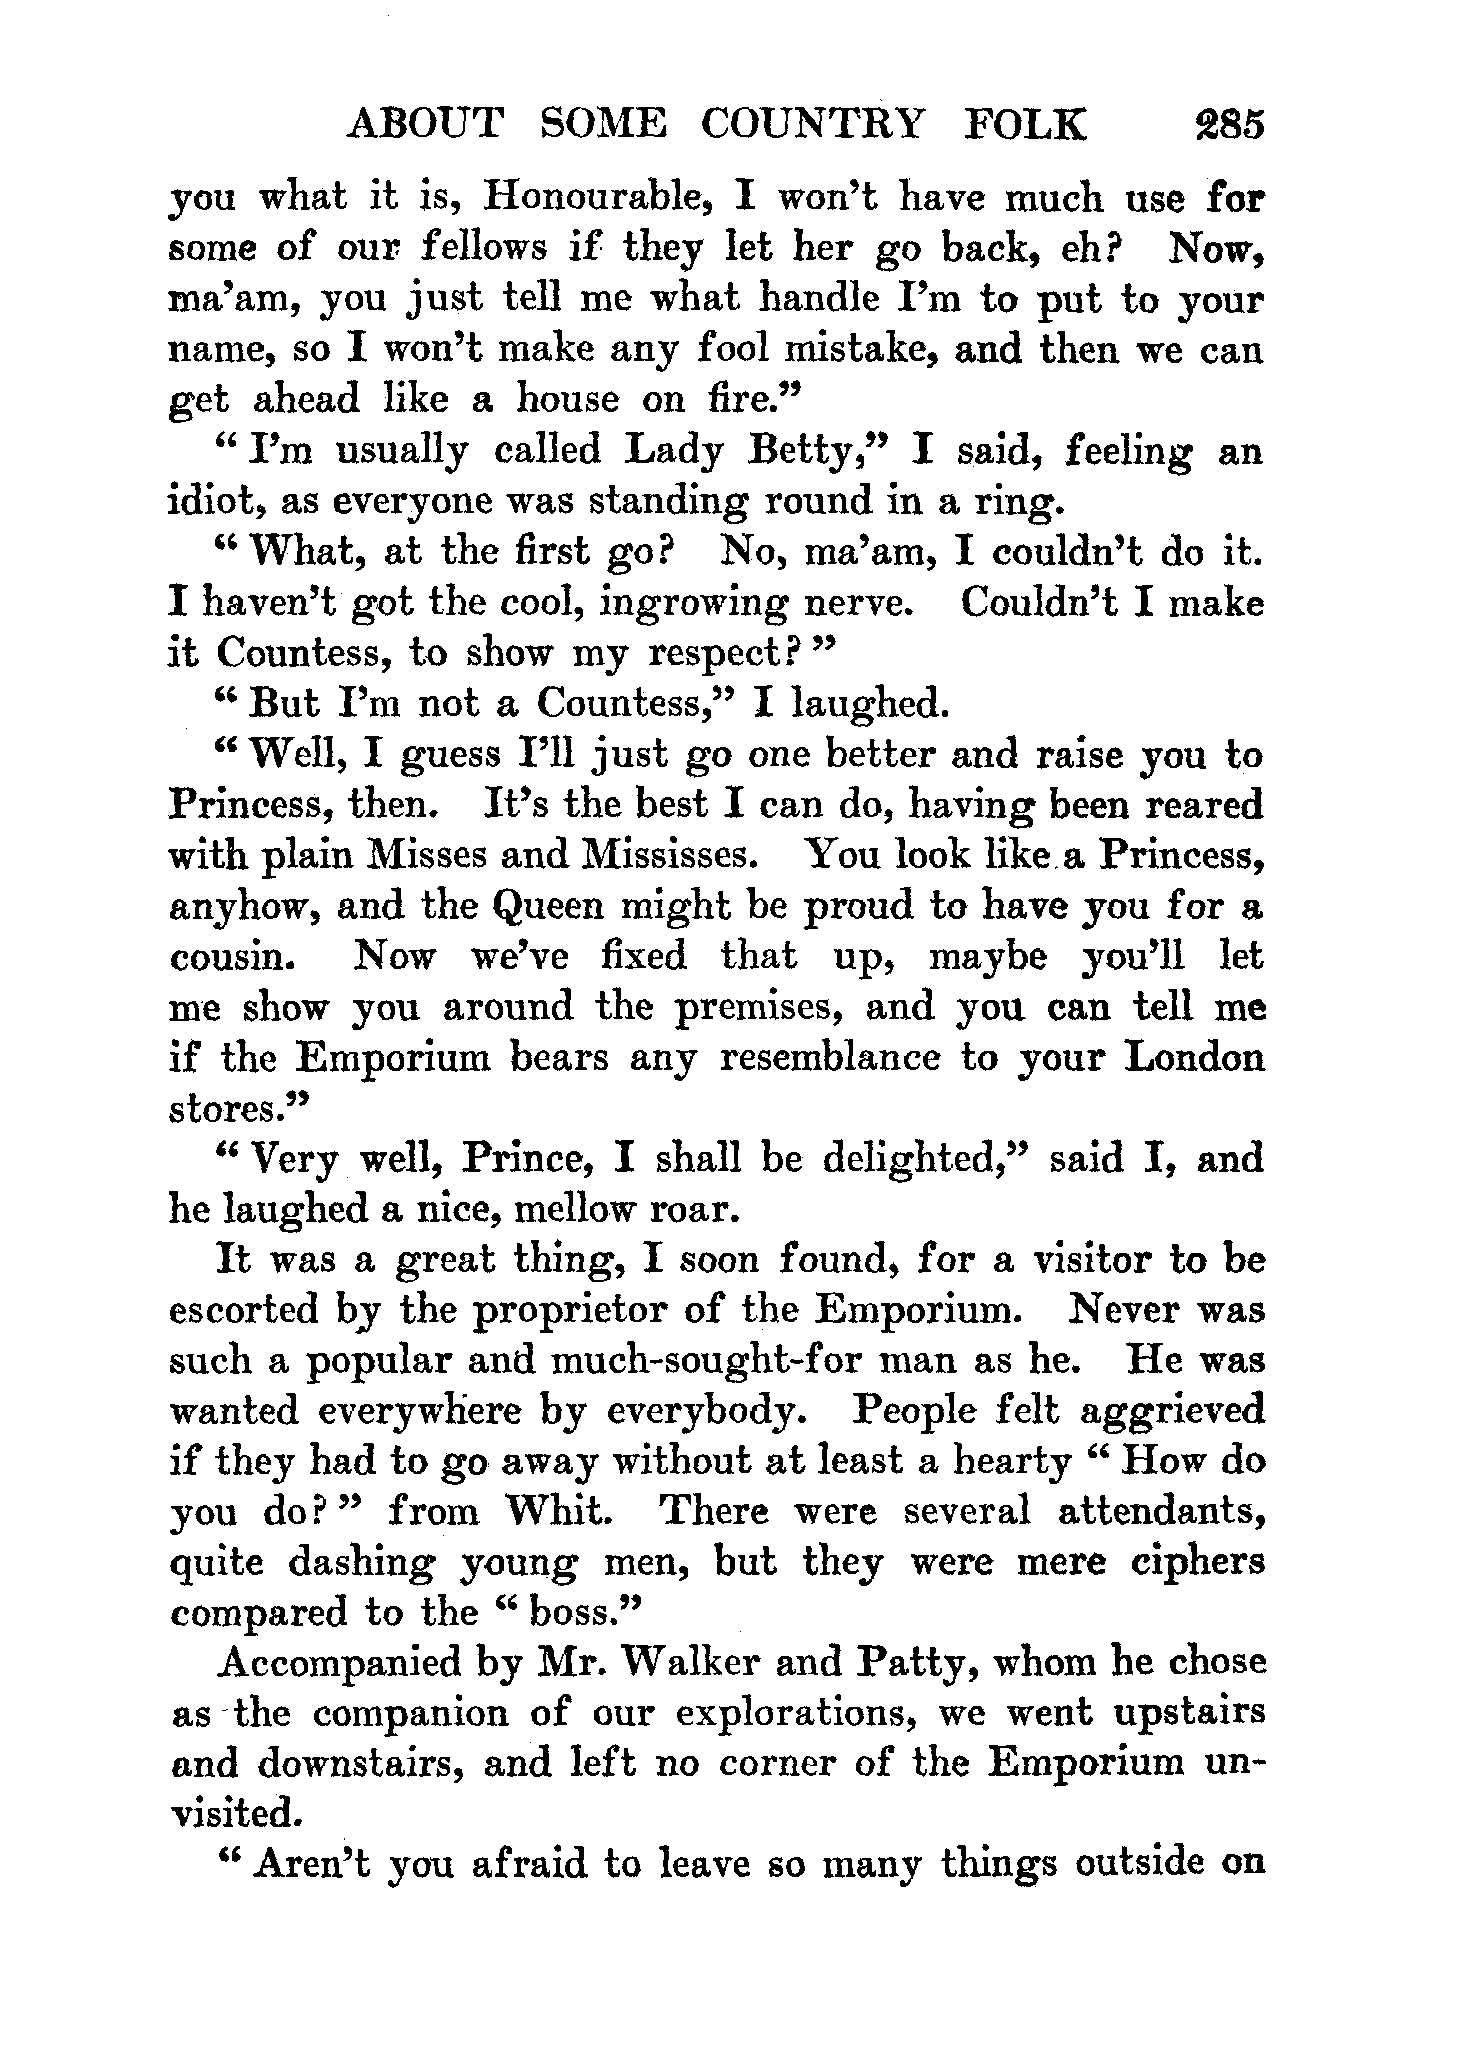 ABOUT SOME COUNTRY FOLK 285
you what it is, Honourable, I won't have much use for
some of our fellows if they let her go back, eh? Now,
ma'am, you just tell me what handle I'm to put to your
name, so I won't make any fool mistake, and then we can
get ahead like a house on fire."
"I'm usually called Lady Betty," I said, feeling an
idiot, as everyone was standing round in a ring.
"What, at the first go? No, ma'am, I couldn't do it.
I haven't got the cool, ingrowing nerve. Couldn't I make
it Countess, to show my respect?"
"But I'm not a Countess," I laughed.
"Well, I guess I'll just go one better and raise you to
Princess, then. It's the best I can do, having been reared
with plain Misses and Mississes. You look like a Princess,
anyhow, and the Queen might be proud to have you for a
cousin. Now we've fixed that up, maybe you'll let
me show you around the premises, and you can tell me
if the Emporium bears any resemblance to your London
stores."
"Very well, Prince, I shall be delighted," said I, and
he laughed a nice, mellow roar.
It was a great thing, I soon found, for a visitor to be
escorted by the proprietor of the Emporium. Never was
such a popular and much-sought-for man as he. He was
wanted everywhere by everybody. People felt aggrieved
if they had to go away without at least a hearty "How do
you do?" from Whit. There were several attendants,
quite dashing young men, but they were mere ciphers
compared to the "boss."
Accompanied by Mr. Walker and Patty, whom he chose
as the companion of our explorations, we went upstairs
and downstairs, and left no corner of the Emporium un-
visited.
"Aren't you afraid to leave so many things outside on